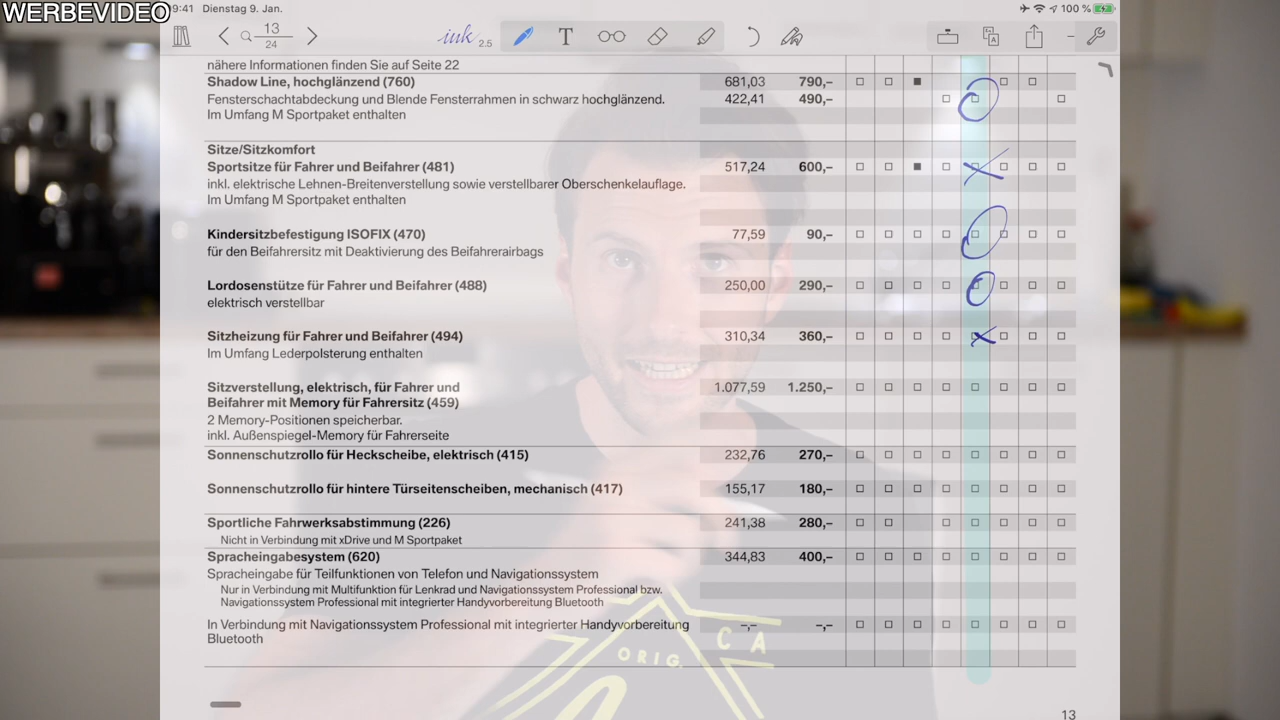 WERBEVIDEO
9:41 Dienstag 9. Jan. 100 %
13
24
ink 2.5 T
nähere Informationen finden Sie auf Seite 22
Shadow Line, hochglänzend (760) 681,03 790,–
Fensterschachtabdeckung und Blende Fensterrahmen in schwarz hochglänzend. 422,41 490,–
Im Umfang M Sportpaket enthalten
Sitze/Sitzkomfort
Sportsitze für Fahrer und Beifahrer (481) 517,24 600,–
inkl. elektrische Lehnen-Breitenverstellung sowie verstellbarer Oberschenkelauflage.
Im Umfang M Sportpaket enthalten
Kindersitzbefestigung ISOFIX (470) 77,59 90,–
für den Beifahrersitz mit Deaktivierung des Beifahrerairbags
Lordosenstütze für Fahrer und Beifahrer (488) 250,00 290,–
elektrisch verstellbar
Sitzheizung für Fahrer und Beifahrer (494) 310,34 360,–
Im Umfang Lederpolsterung enthalten
Sitzverstellung, elektrisch, für Fahrer und 1.077,59 1.250,–
Beifahrer mit Memory für Fahrersitz (459)
2 Memory-Positionen speicherbar.
inkl. Außenspiegel-Memory für Fahrerseite
Sonnenschutzrollo für Heckscheibe, elektrisch (415) 232,76 270,–
Sonnenschutzrollo für hintere Türseitenscheiben, mechanisch (417) 155,17 180,–
Sportliche Fahrwerksabstimmung (226) 241,38 280,–
Nicht in Verbindung mit xDrive und M Sportpaket
Spracheingabesystem (620) 344,83 400,–
Spracheingabe für Teilfunktionen von Telefon und Navigationssystem
Nur in Verbindung mit Multifunktion für Lenkrad und Navigationssystem Professional bzw.
Navigationssystem Professional mit integrierter Handyvorbereitung Bluetooth
In Verbindung mit Navigationssystem Professional mit integrierter Handyvorbereitung –,– –,–
Bluetooth
ORIG. CA
13